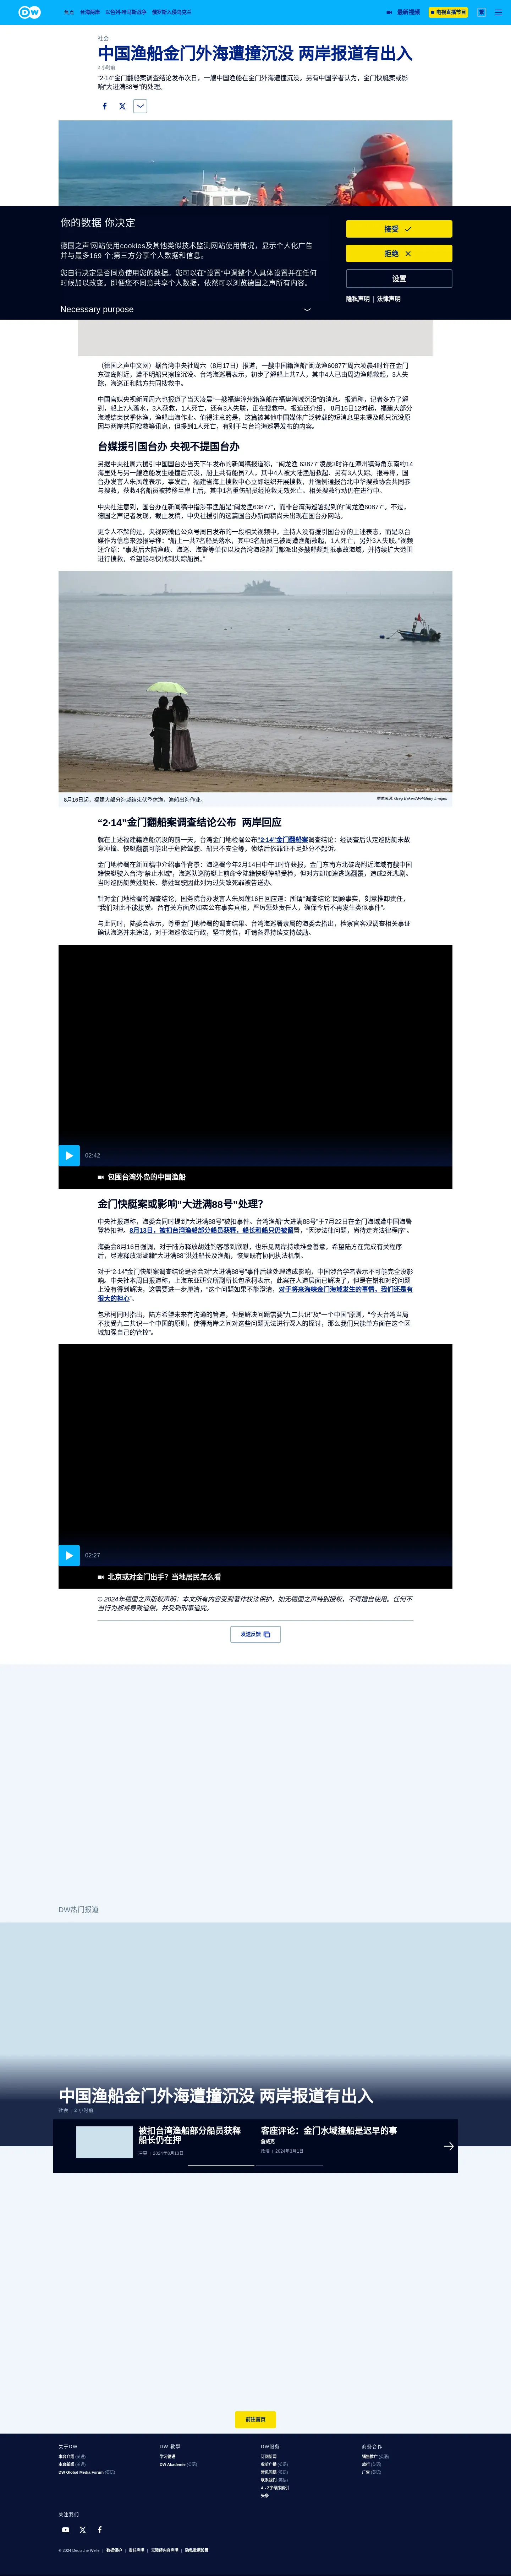 DW
焦点 台海两岸 以色列-哈马斯战争 俄罗斯入侵乌克兰
最新视频
电视直播节目
繁
社会
中国渔船金门外海遭撞沉没 两岸报道有出入
2 小时前
“2·14”金门翻船案调查结论发布次日，一艘中国渔船在金门外海遭撞沉没。另有中国学者认为，金门快艇案或影
响“大进满88号”的处理。
你的数据 你决定
德国之声'网站使用cookies及其他类似技术监测网站使用情况，显示个人化广告
并与最多169 个;第三方分享个人数据和信息。
您自行决定是否同意使用您的数据。您可以在“设置”中调整个人具体设置并在任何
时候加以改变。即便您不同意共享个人数据，依然可以浏览德国之声所有内容。
Necessary purpose
接受
拒绝
设置
隐私声明 | 法律声明
（德国之声中文网）据台湾中央社周六（8月17日）报道，一艘中国籍渔船“闽龙渔60877”周六凌晨4时许在金门
东碇岛附近，遭不明船只擦撞沉没。台湾海巡署表示，初步了解船上共7人，其中4人已由周边渔船救起，3人失
踪，海巡正和陆方共同搜救中。
中国官媒央视新闻周六也报道了当天凌晨“一艘福建漳州籍渔船在福建海域沉没”的消息。报道称，记者多方了解
到，船上7人落水，3人获救，1人死亡，还有3人失联，正在搜救中。报道还介绍， 8月16日12时起，福建大部分
海域结束伏季休渔，渔船出海作业。值得注意的是，这篇被其他中国媒体广泛转载的短消息里未提及船只沉没原
因与两岸共同搜救等讯息，但提到1人死亡，有别于与台湾海巡署发布的内容。
台媒援引国台办 央视不提国台办
另据中央社周六援引中国国台办当天下午发布的新闻稿报道称，“闽龙渔 63877”凌晨3时许在漳州镇海角东南约14
海里处与另一艘渔船发生碰撞后沉没，船上共有船员7人，其中4人被大陆渔船救起、另有3人失踪。报导称，国
台办发言人朱凤莲表示，事发后，福建省海上搜救中心立即组织开展搜救，并循例通报台北中华搜救协会共同参
与搜救，获救4名船员被转移至岸上后，其中1名重伤船员经抢救无效死亡。相关搜救行动仍在进行中。
中央社注意到，国台办在新闻稿中指涉事渔船是“闽龙渔63877”，而非台湾海巡署提到的“闽龙渔60877”。不过，
德国之声记者查阅发现，截止发稿，中央社提引的这篇国台办新闻稿尚未出现在国台办网站。
更令人不解的是，央视网微信公众号周日发布的一段相关视频中，主持人没有援引国台办的上述表态，而是以台
媒作为信息来源报导称：“船上一共7名船员落水，其中3名船员已被周遭渔船救起，1人死亡，另外3人失联。”视频
还介绍：“事发后大陆渔政、海巡、海警等单位以及台湾海巡部门都派出多艘船艇赶抵事故海域，并持续扩大范围
进行搜救，希望能尽快找到失踪船员。”
8月16日起，福建大部分海域结束伏季休渔，渔船出海作业。
图像来源: Greg Baker/AFP/Getty Images
“2·14”金门翻船案调查结论公布 两岸回应
就在上述福建籍渔船沉没的前一天，台湾金门地检署公布“2·14”金门翻船案调查结论：经调查后认定巡防艇未故
意冲撞、快艇翻覆可能出于吃水过浅、船只不安全等，侦结后依罪证不足处分不起诉。
金门地检署在新闻稿中介绍事件背景：海巡署今年2月14日中午1时许获报，金门东南方北碇岛附近海域有艘中国
籍快艇驶入台湾“禁止水域”，海巡队巡防艇上前命令陆籍快艇停船受检，但对方却加速逃逸翻覆，造成2死悲剧。
当时巡防艇黄姓艇长、蔡姓驾驶因此列为过失致死罪被告送办。
针对金门地检署的调查结论，国务院台办发言人朱凤莲16日回应道：所谓“调查结论”罔顾事实，刻意推卸责任，
“我们对此不能接受。台有关方面应如实公布事实真相，严厉惩处责任人，确保今后不再发生类似事件”。
与此同时，陆委会表示，尊重金门地检署的调查结果。台湾海巡署隶属的海委会指出，检察官客观调查相关事证
确认海巡并未违法，对于海巡依法行政，坚守岗位，吁请各界持续支持鼓励。
02:42
包围台湾外岛的中国渔船
金门快艇案或影响“大进满88号”处理？
中央社报道称，海委会同时提到“大进满88号”被扣事件。台湾渔船“大进满88号”于7月22日在金门海域遭中国海警
登检扣押。8月13日，被扣台湾渔船部分船员获释，船长和船只仍被留置，“因涉法律问题，尚待走完法律程序”。
海委会8月16日强调，对于陆方释放胡姓钓客感到欣慰，也乐见两岸持续堆叠善意，希望陆方在完成有关程序
后，尽速释放澎湖籍“大进满88”洪姓船长及渔船，恢复既有协同执法机制。
对于“2·14”金门快艇案调查结论是否会对“大进满88号”事件后续处理造成影响，中国涉台学者表示不可能完全没影
响。中央社本周日报道称，上海东亚研究所副所长包承柯表示，此案在人道层面已解决了，但是在错和对的问题
上没有得到解决，这需要进一步厘清，“这个问题如果不能澄清，对于将来海峡金门海域发生的事情，我们还是有
很大的担心”。
包承柯同时指出，陆方希望未来有沟通的管道，但是解决问题需要“九二共识”及“一个中国”原则，“今天台湾当局
不接受九二共识一个中国的原则，使得两岸之间对这些问题无法进行深入的探讨，那么我们只能单方面在这个区
域加强自己的管控”。
02:27
北京或对金门出手？当地居民怎么看
© 2024年德国之声版权声明：本文所有内容受到著作权法保护，如无德国之声特别授权，不得擅自使用。任何不
当行为都将导致追偿，并受到刑事追究。
发送反馈
DW热门报道
中国渔船金门外海遭撞沉没 两岸报道有出入
社会 | 2 小时前
被扣台湾渔船部分船员获释
船长仍在押
冲突 | 2024年8月13日
客座评论：金门水域撞船是迟早的事
詹威克
政治 | 2024年3月1日
前往首页
关于DW
本台介绍 (英语)
本台新闻 (英语)
DW Global Media Forum (英语)
DW 教学
学习德语
DW Akademie (英语)
DW服务
订阅新闻
收听广播 (英语)
常见问题 (英语)
联系我们 (英语)
A - Z字母序索引
头条
商务合作
销售推广 (英语)
旅行 (英语)
广告 (英语)
关注我们
© 2024 Deutsche Welle | 数据保护 | 责任声明 | 无障碍内容声明 | 隐私数据设置